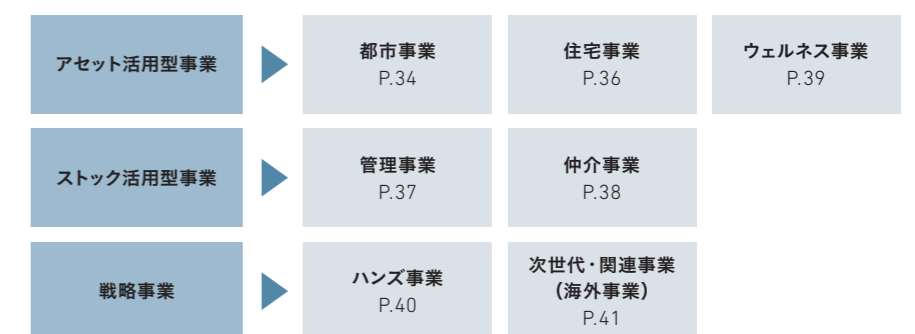 アセット活用型事業
都市事業
P.34
住宅事業
P.36
ウェルネス事業
P.39
ストック活用型事業
管理事業
P.37
仲介事業
P.38
戦略事業
ハンズ事業
P.40
次世代・関連事業
(海外事業)
P.41